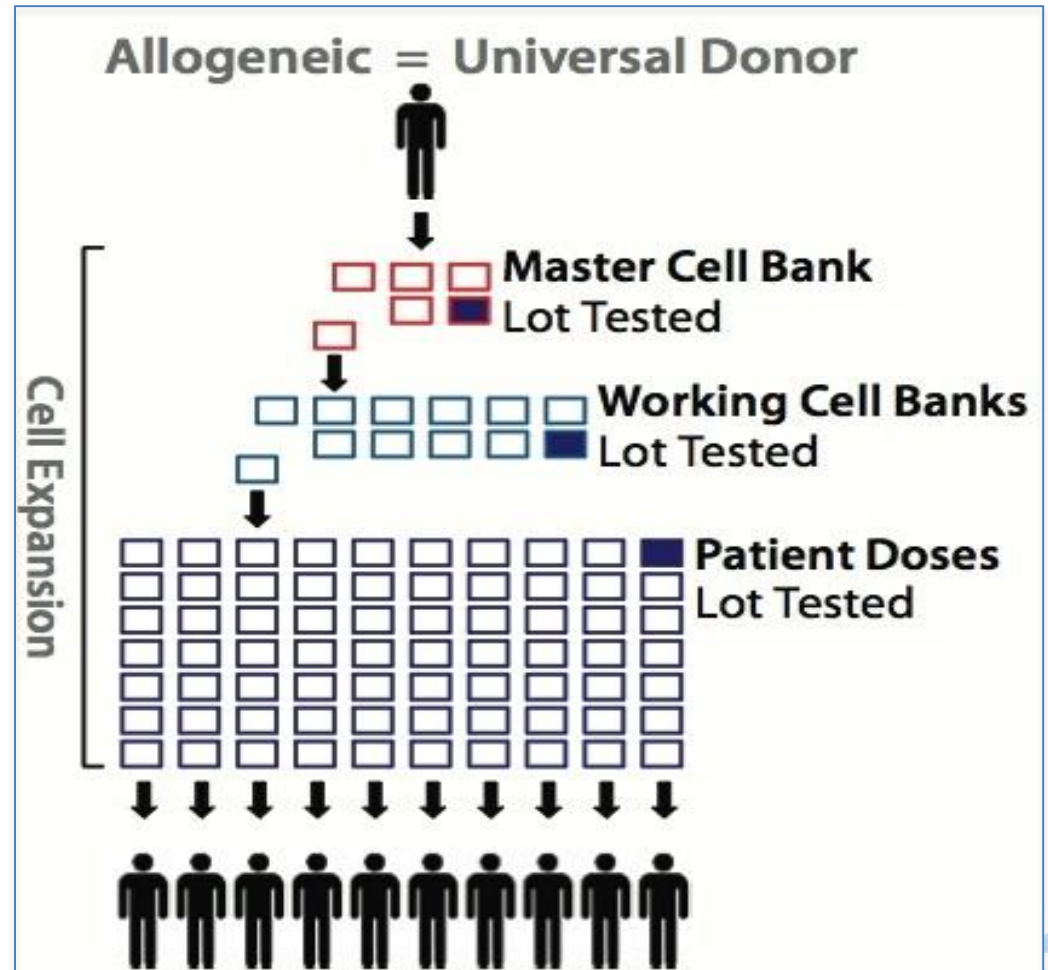 Allogeneic = Universal Donor
Master Cell Bank
Lot Tested
Working Cell Banks
Lot Tested
Cell Expansion
Patient Doses
Lot Tested